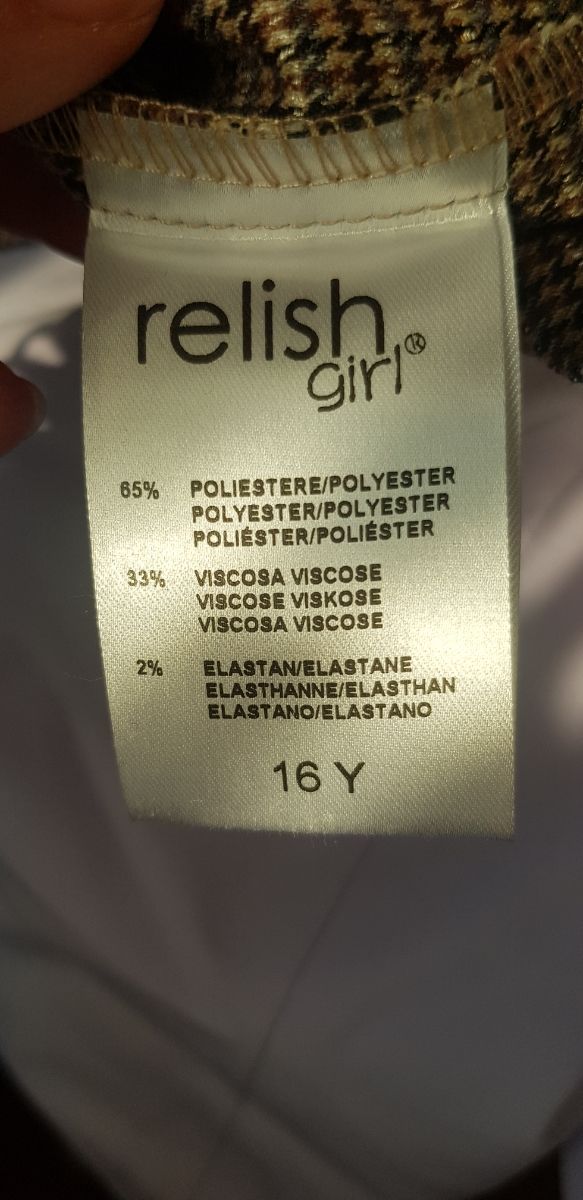 relish
girl®
65% POLIESTERE/POLYESTER
POLYESTER/POLYESTER
POLIÉSTER/POLIÉSTER
33% VISCOSA VISCOSE
VISCOSE VISKOSE
VISCOSA VISCOSE
2% ELASTAN/ELASTANE
ELASTHANNE/ELASTHAN
ELASTANO/ELASTANO
16 Y